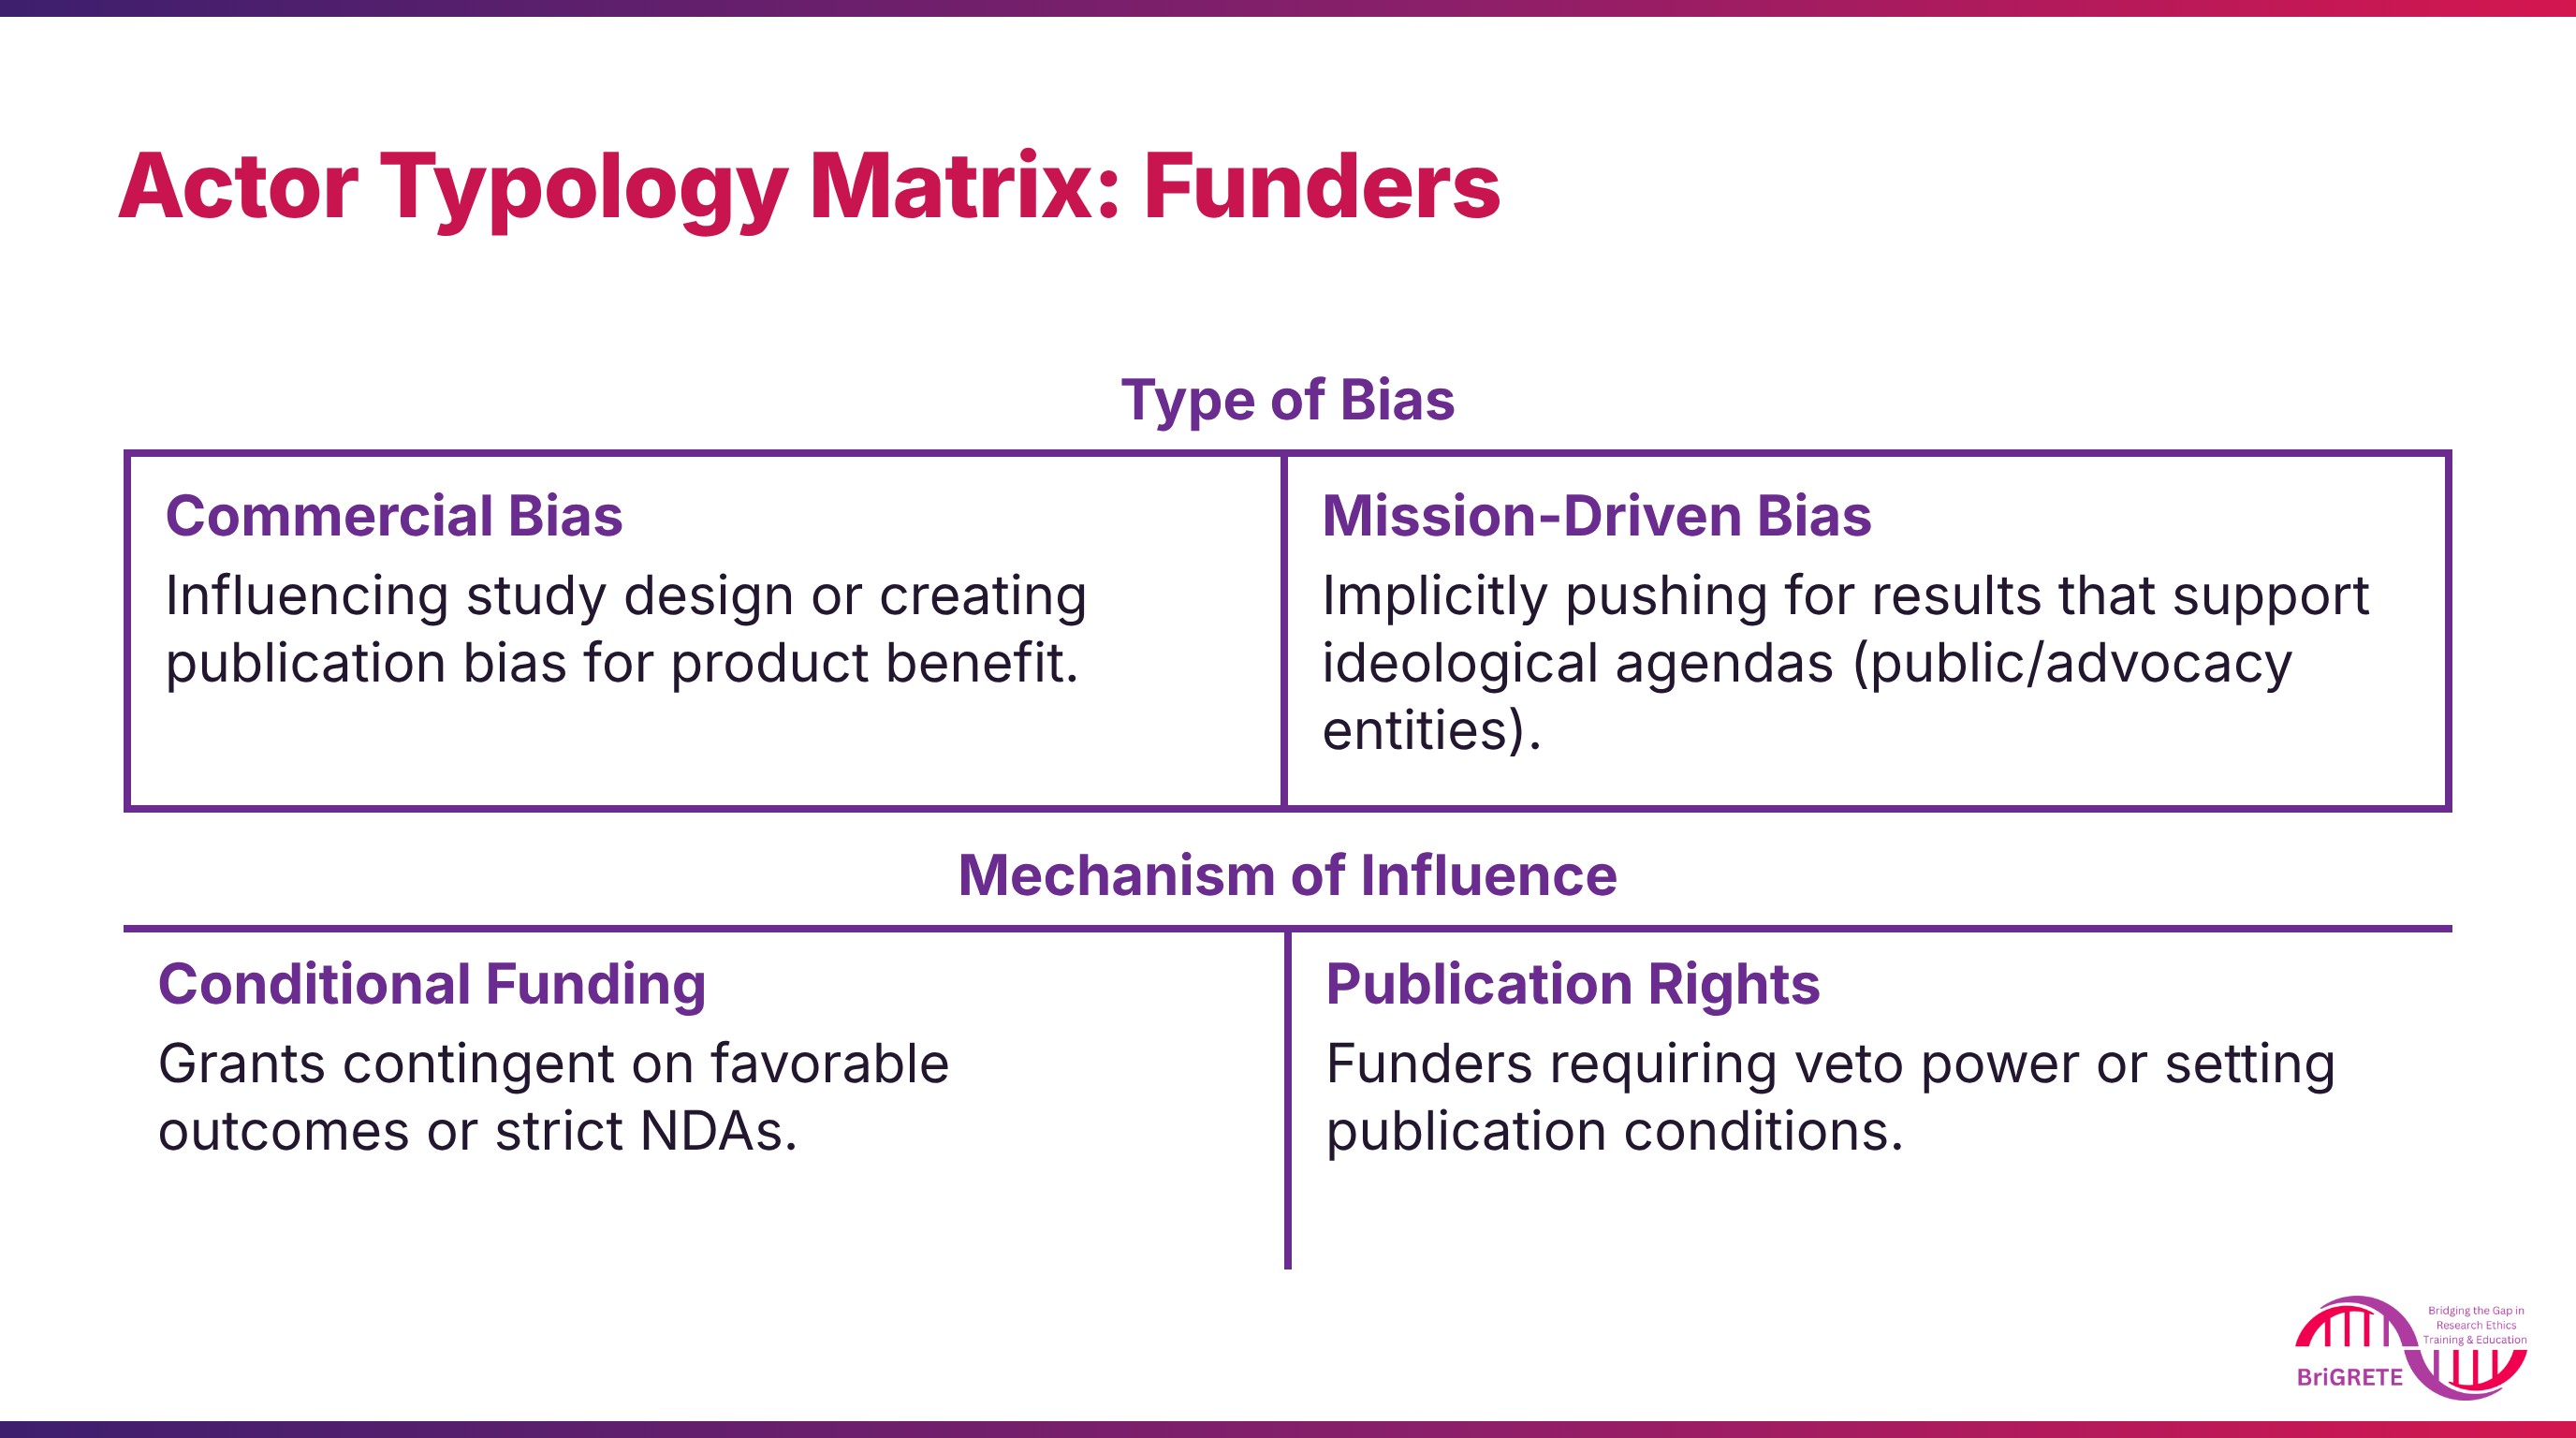 Actor Typology Matrix: Funders
Type of Bias
Commercial Bias
Influencing study design or creating
publication bias for product benefit.
Mission-Driven Bias
Implicitly pushing for results that support
ideological agendas (public/advocacy
entities).
Mechanism of Influence
Conditional Funding
Grants contingent on favorable
outcomes or strict NDAs.
Publication Rights
Funders requiring veto power or setting
publication conditions.
Bridging the Gap in
Research Ethics
Training & Education
BriGRETE